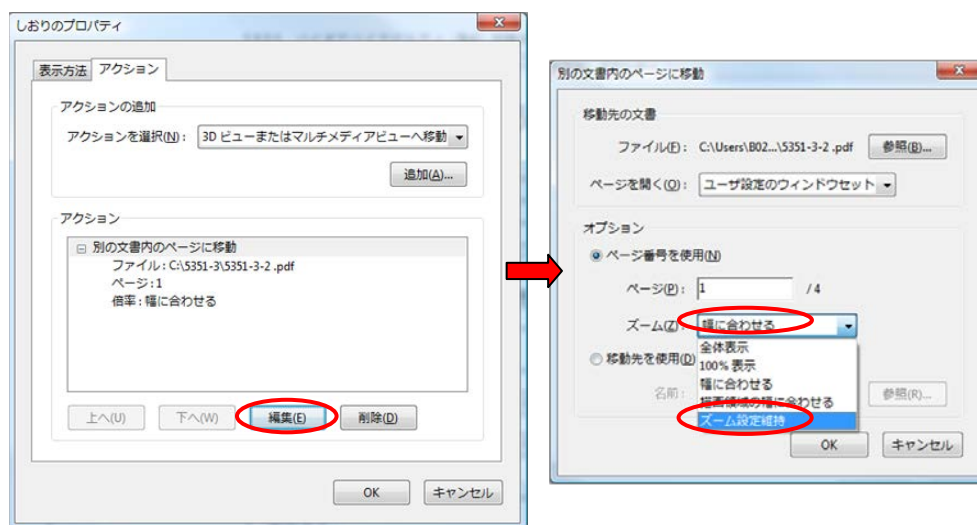 しおりのプロパティ
表示方法 アクション
アクションの追加
アクションを選択(N): 3D ビューまたはマルチメディアビューへ移動
追加(A)...
アクション
別の文書内のページに移動
ファイル:C:\5351-3\5351-3-2 .pdf
ページ:1
倍率:幅に合わせる
上へ(U) 下へ(W) 編集(E) 削除(D)
OK キャンセル
別の文書内のページに移動
移動先の文書
ファイル(F): C:\Users\B02...\5351-3-2 .pdf 参照(B)...
ページを開く(O): ユーザ設定のウィンドウセット
オプション
ページ番号を使用(N)
ページ(P): 1 / 4
ズーム(Z): 幅に合わせる
全体表示
移動先を使用(D)
100% 表示
幅に合わせる
名前: 描画領域の幅に合わせる 参照(R)...
ズーム設定維持
OK キャンセル